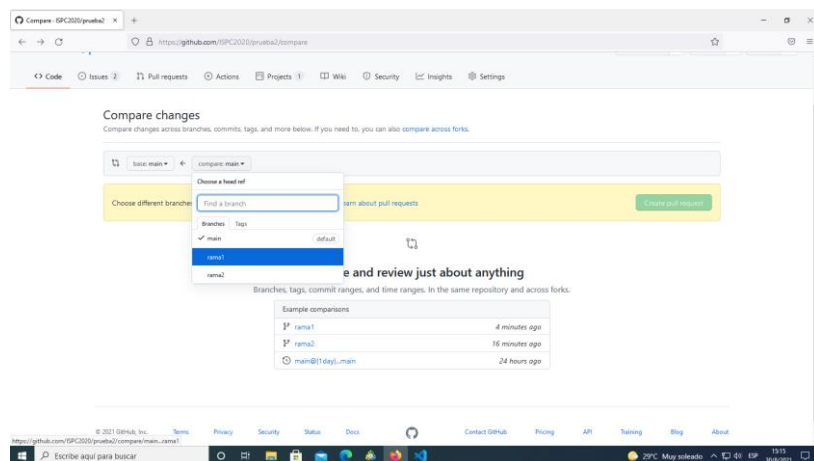 Compare · ISPC2020/prueba2
https://github.com/ISPC2020/prueba2/compare
Code Issues 2 Pull requests Actions Projects 1 Wiki Security Insights Settings
Compare changes
Compare changes across branches, commits, tags, and more below. If you need to, you can also compare across forks.
base: main compare: main
Choose a head ref
Choose different branches arn about pull requests Create pull request
Find a branch
Branches Tags
main default
rama1
rama2
e and review just about anything
Branches, tags, commit ranges, and time ranges. In the same repository and across forks.
Example comparisons
rama1 4 minutes ago
rama2 16 minutes ago
main@{1day}...main 24 hours ago
© 2021 GitHub, Inc. Terms Privacy Security Status Docs Contact GitHub Pricing API Training Blog About
https://github.com/ISPC2020/prueba2/compare/main...rama1
Escribe aquí para buscar 29°C Muy soleado ESP 15:15